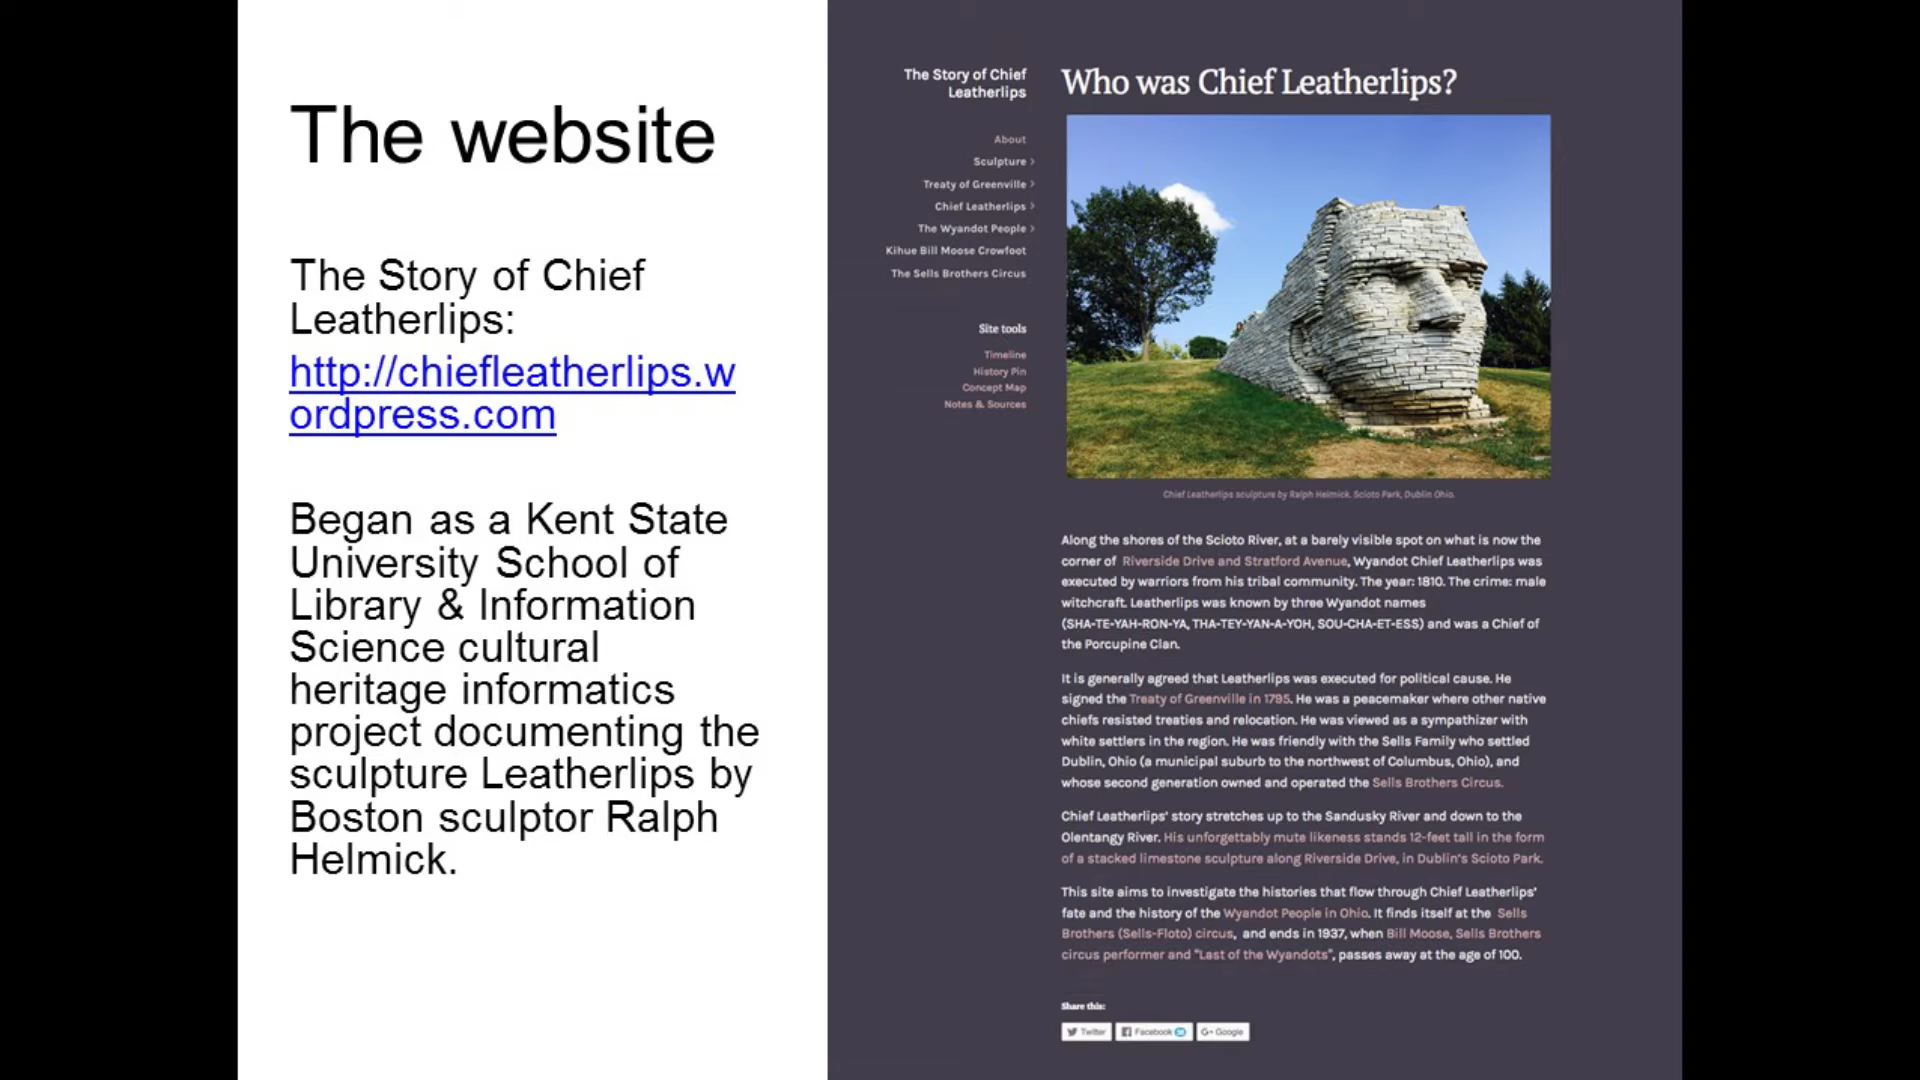 The website
The Story of Chief
Leatherlips:
http://chiefleatherlips.w
ordpress.com
Began as a Kent State
University School of
Library & Information
Science cultural
heritage informatics
project documenting the
sculpture Leatherlips by
Boston sculptor Ralph
Helmick.
The Story of Chief
Leatherlips
About
Sculpture ›
Treaty of Greenville ›
Chief Leatherlips ›
The Wyandot People ›
Kihue Bill Moose Crowfoot
The Sells Brothers Circus
Site tools
Timeline
History Pin
Concept Map
Notes & Sources
Who was Chief Leatherlips?
Chief Leatherlips sculpture by Ralph Helmick. Scioto Park, Dublin Ohio.
Along the shores of the Scioto River, at a barely visible spot on what is now the
corner of Riverside Drive and Stratford Avenue, Wyandot Chief Leatherlips was
executed by warriors from his tribal community. The year: 1810. The crime: male
witchcraft. Leatherlips was known by three Wyandot names
(SHA-TE-YAH-RON-YA, THA-TEY-YAN-A-YOH, SOU-CHA-ET-ESS) and was a Chief of
the Porcupine Clan.
It is generally agreed that Leatherlips was executed for political cause. He
signed the Treaty of Greenville in 1795. He was a peacemaker where other native
chiefs resisted treaties and relocation. He was viewed as a sympathizer with
white settlers in the region. He was friendly with the Sells Family who settled
Dublin, Ohio (a municipal suburb to the northwest of Columbus, Ohio), and
whose second generation owned and operated the Sells Brothers Circus.
Chief Leatherlips' story stretches up to the Sandusky River and down to the
Olentangy River. His unforgettably mute likeness stands 12-feet tall in the form
of a stacked limestone sculpture along Riverside Drive, in Dublin's Scioto Park.
This site aims to investigate the histories that flow through Chief Leatherlips'
fate and the history of the Wyandot People in Ohio. It finds itself at the Sells
Brothers (Sells-Floto) circus, and ends in 1937, when Bill Moose, Sells Brothers
circus performer and "Last of the Wyandots", passes away at the age of 100.
Share this:
Twitter Facebook G+ Google